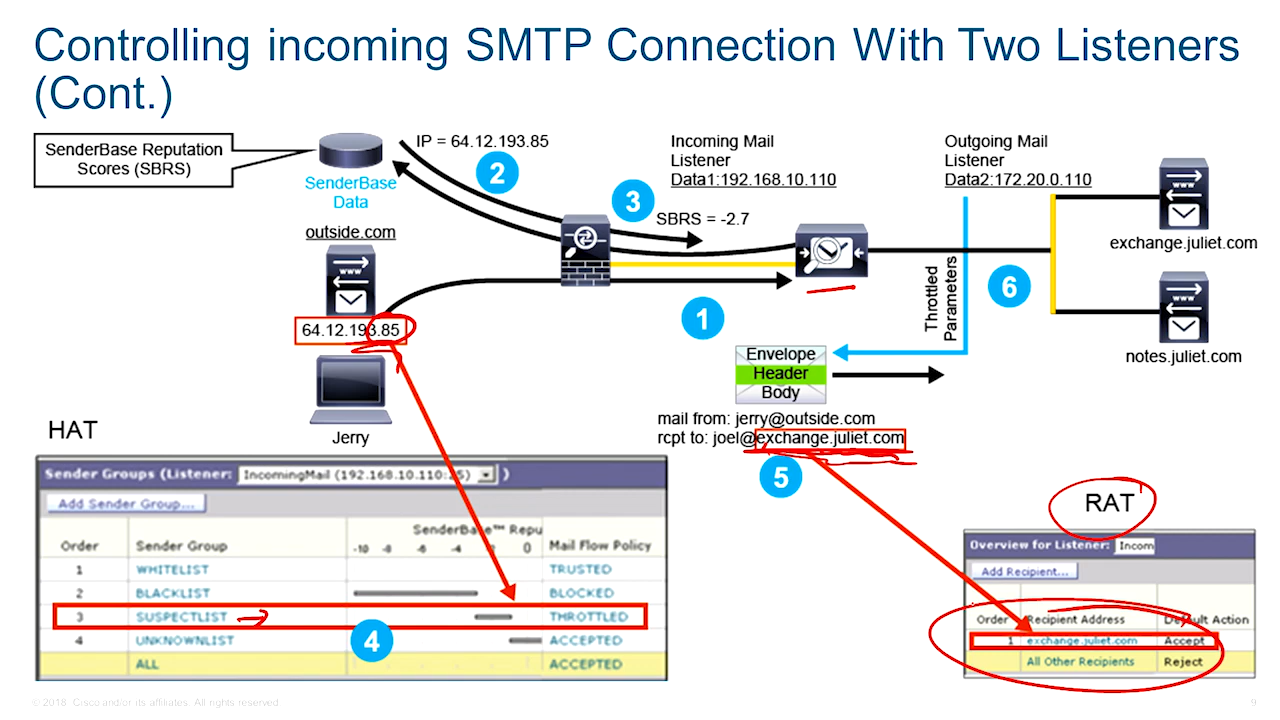 Controlling incoming SMTP Connection With Two Listeners
(Cont.)
SenderBase Reputation
Scores (SBRS)
SenderBase
Data
IP = 64.12.193.85
2
3
SBRS = -2.7
Incoming Mail
Listener
Data1:192.168.10.110
Outgoing Mail
Listener
Data2:172.20.0.110
outside.com
www
64.12.193.85
Jerry
1
Throttled
Parameters
6
www
exchange.juliet.com
www
notes.juliet.com
Envelope
Header
Body
mail from: jerry@outside.com
rcpt to: joel@exchange.juliet.com
5
HAT
Sender Groups (Listener: IncomingMail (192.168.10.110:25) )
Add Sender Group...
SenderBase™ Repu
Order Sender Group -10 -8 -6 -4 0 Mail Flow Policy
1 WHITELIST TRUSTED
2 BLACKLIST BLOCKED
3 SUSPECTLIST THROTTLED
4 UNKNOWNLIST ACCEPTED
ALL ACCEPTED
4
RAT
Overview for Listener: Incom
Add Recipient...
Order Recipient Address Default Action
1 exchange.juliet.com Accept
All Other Recipients Reject
© 2018 Cisco and/or its affiliates. All rights reserved.
9